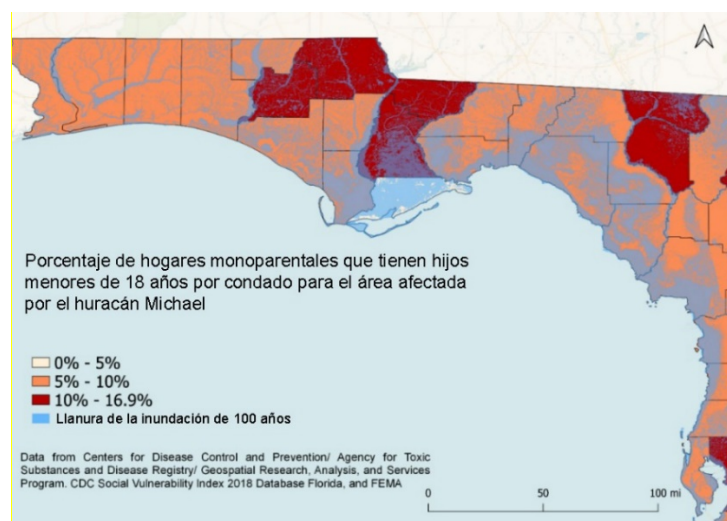 Porcentaje de hogares monoparentales que tienen hijos
menores de 18 años por condado para el área afectada
por el huracán Michael
0% - 5%
5% - 10%
10% - 16.9%
Llanura de la inundación de 100 años
Data from Centers for Disease Control and Prevention/ Agency for Toxic
Substances and Disease Registry/ Geospatial Research, Analysis, and Services
Program. CDC Social Vulnerability Index 2018 Database Florida, and FEMA
0 50 100 mi